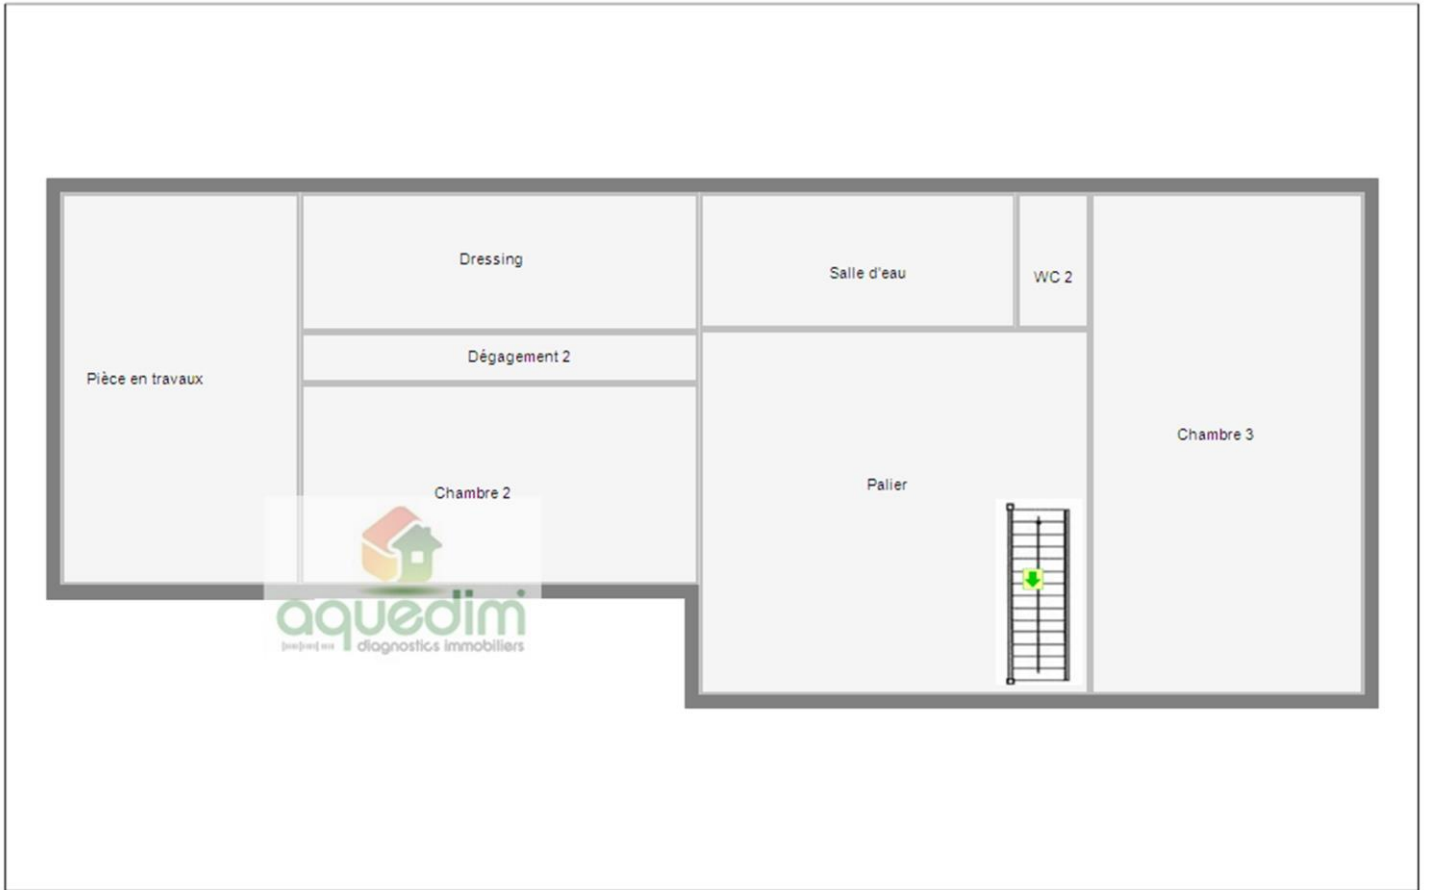 Dressing
Salle d'eau
WC 2
Dégagement 2
Pièce en travaux
Chambre 3
Palier
Chambre 2
aquedim
diagnostics immobiliers